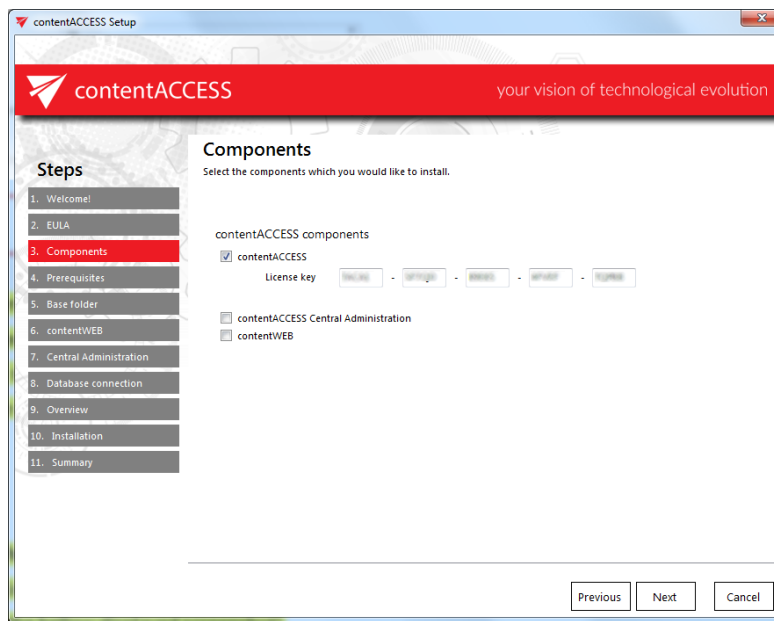 contentACCESS Setup
contentACCESS
your vision of technological evolution
Steps
1. Welcome!
2. EULA
3. Components
4. Prerequisites
5. Base folder
6. contentWEB
7. Central Administration
8. Database connection
9. Overview
10. Installation
11. Summary
Components
Select the components which you would like to install.
contentACCESS components
contentACCESS
License key - - - -
contentACCESS Central Administration
contentWEB
Previous Next Cancel